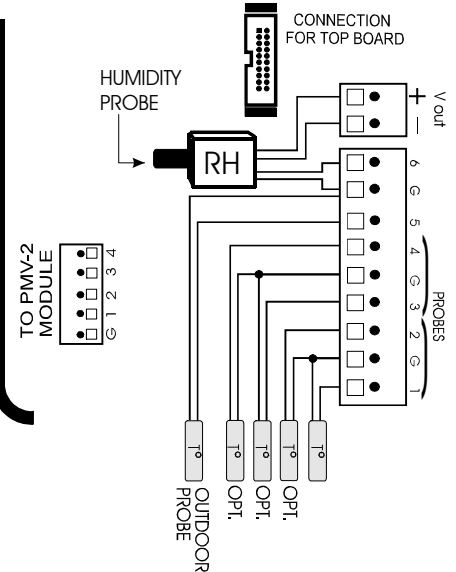 CONNECTION
FOR TOP BOARD
HUMIDITY
PROBE
RH
+
–
V out
6
G
5
4
G
3
2
G
1
PROBES
TO PMV-2
MODULE
4
3
2
1
G
T°
T°
T°
T°
T°
OUTDOOR
PROBE
OPT.
OPT.
OPT.